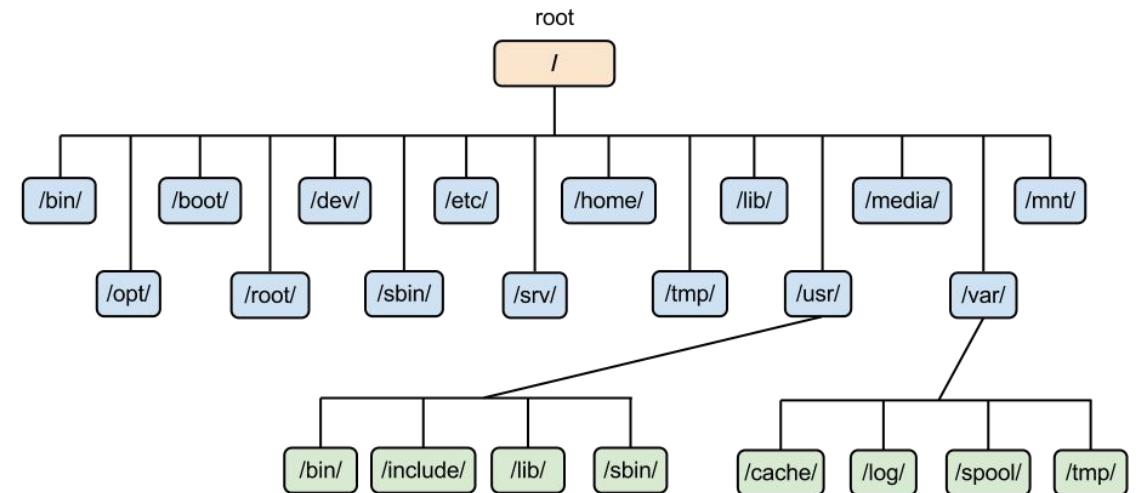 root
/
/bin/
/boot/
/dev/
/etc/
/home/
/lib/
/media/
/mnt/
/opt/
/root/
/sbin/
/srv/
/tmp/
/usr/
/var/
/bin/
/include/
/lib/
/sbin/
/cache/
/log/
/spool/
/tmp/